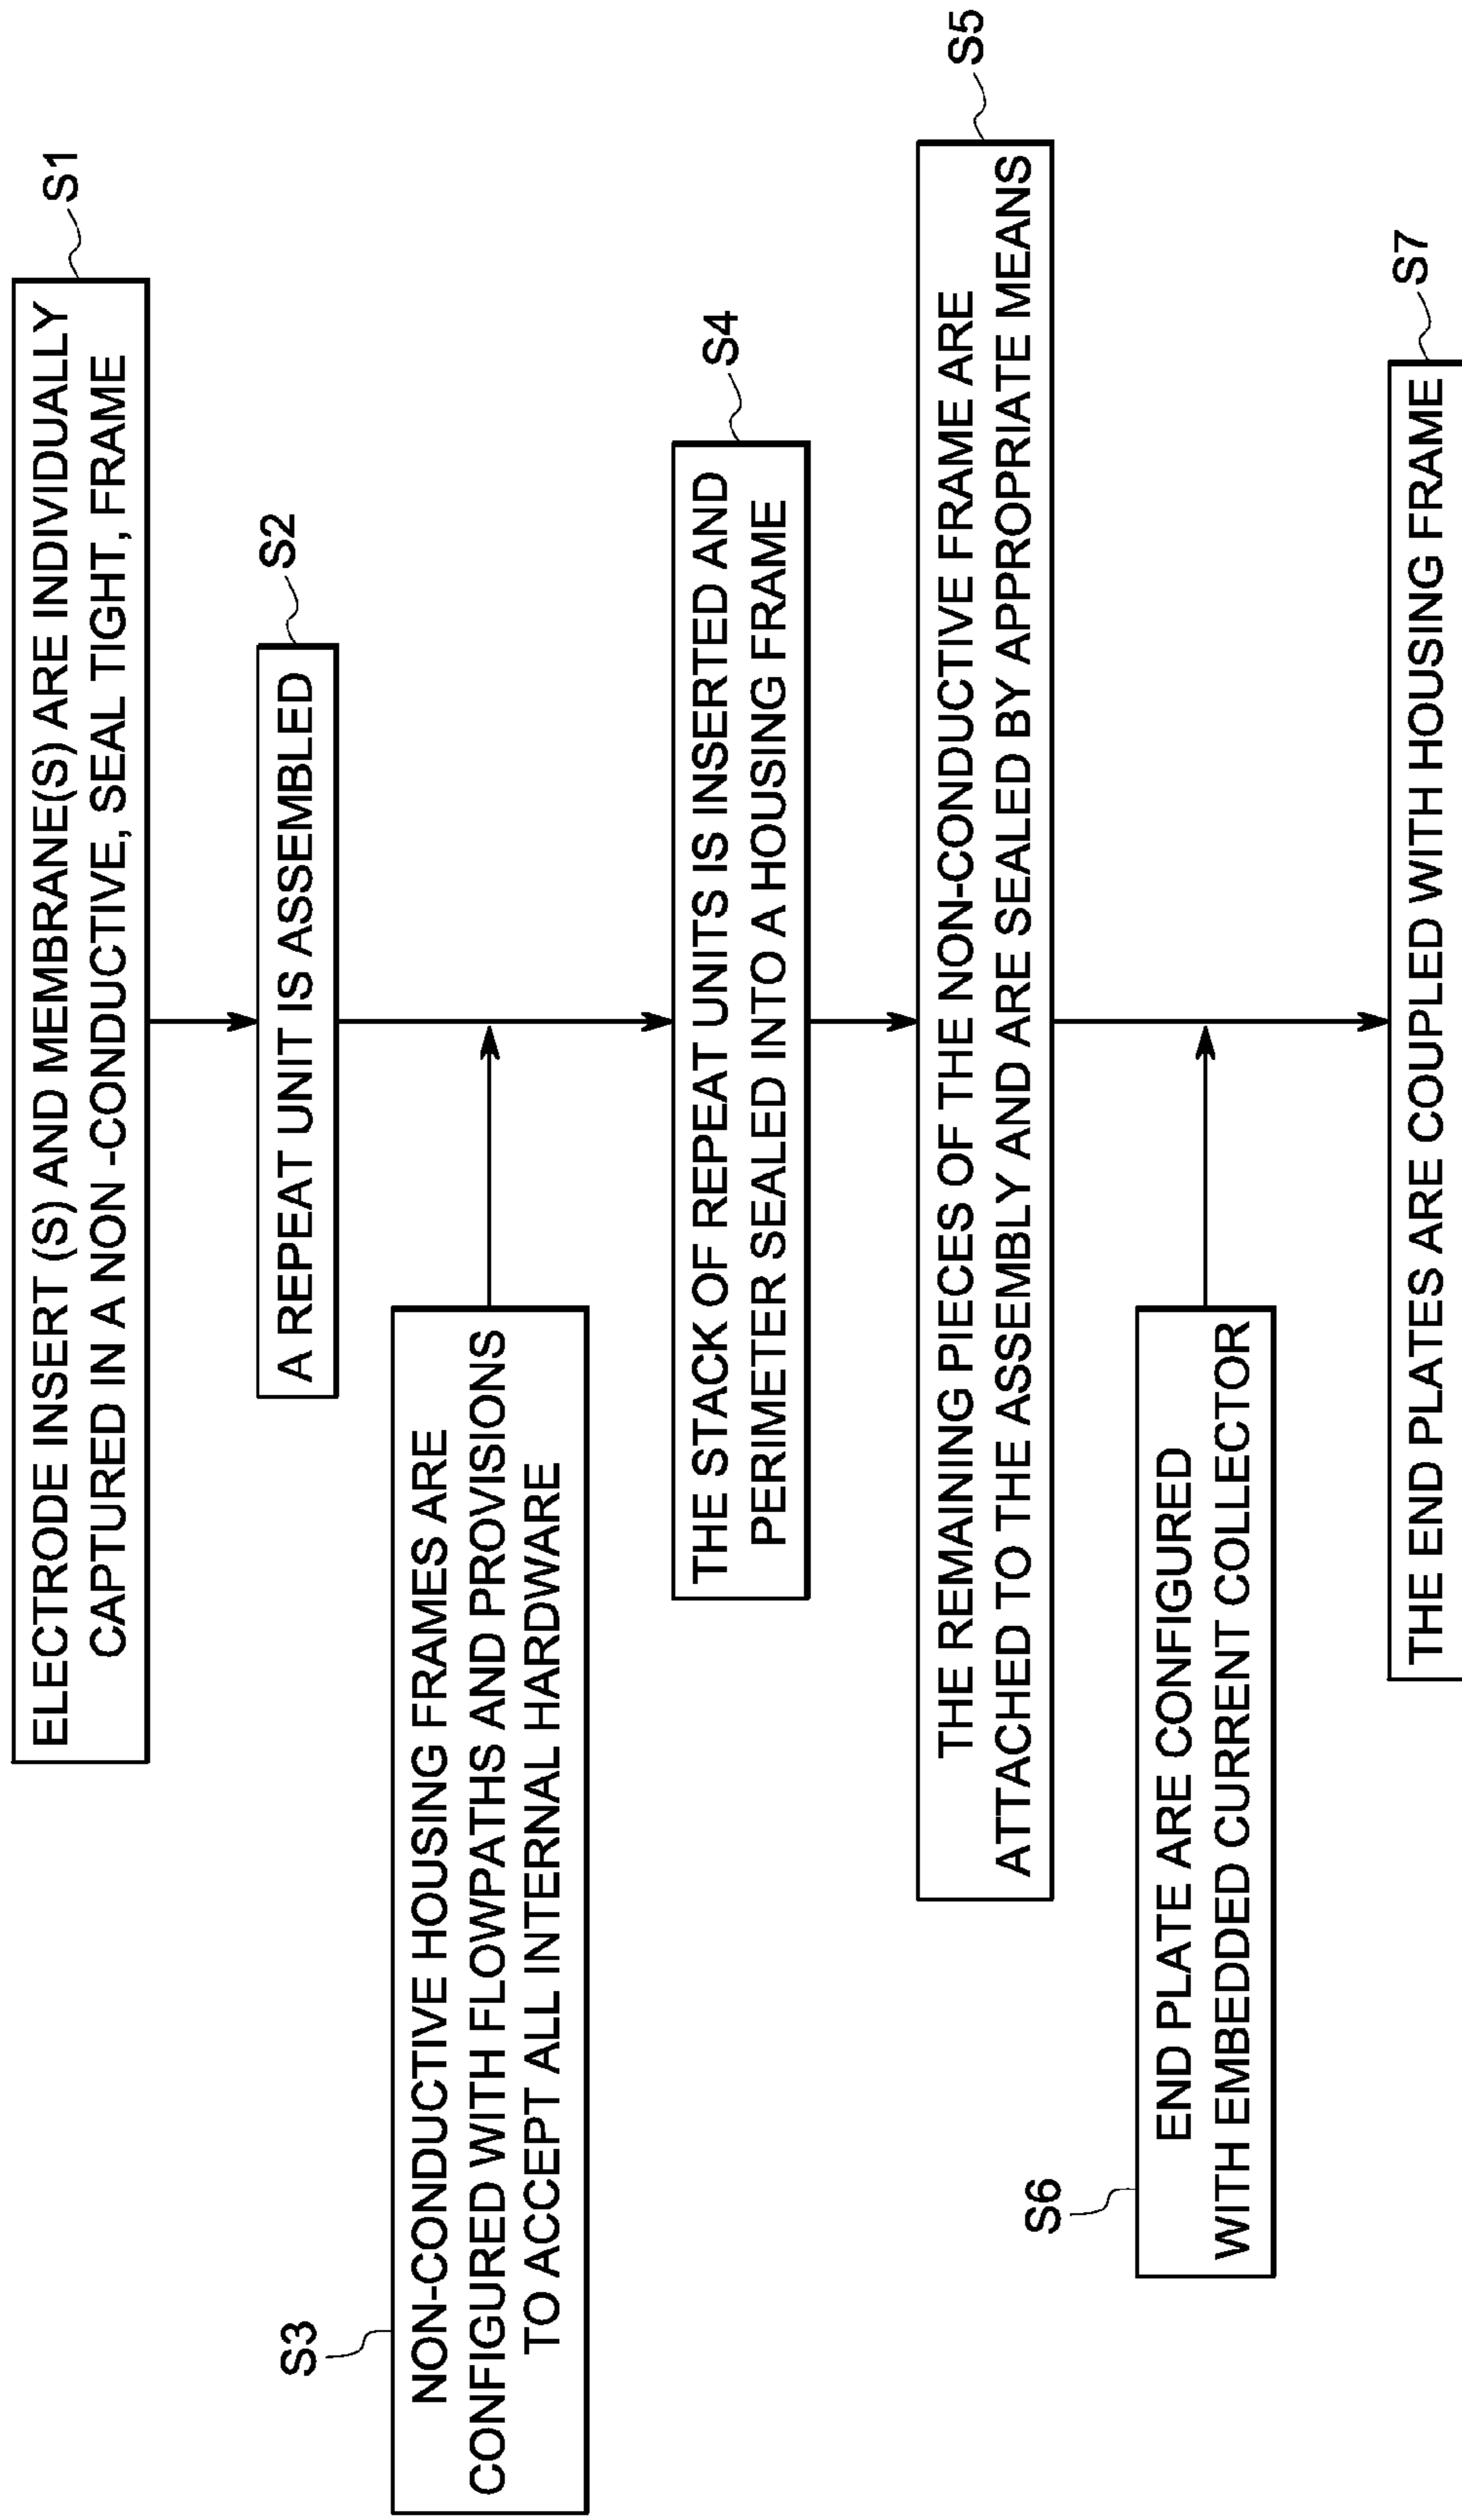 ELECTRODE INSERT (S) AND MEMBRANE(S) ARE INDIVIDUALLY
CAPTURED IN A NON -CONDUCTIVE, SEAL TIGHT, FRAME
S1
A REPEAT UNIT IS ASSEMBLED
S2
S3
NON-CONDUCTIVE HOUSING FRAMES ARE
CONFIGURED WITH FLOWPATHS AND PROVISIONS
TO ACCEPT ALL INTERNAL HARDWARE
THE STACK OF REPEAT UNITS IS INSERTED AND
PERIMETER SEALED INTO A HOUSING FRAME
S4
THE REMAINING PIECES OF THE NON-CONDUCTIVE FRAME ARE
ATTACHED TO THE ASSEMBLY AND ARE SEALED BY APPROPRIATE MEANS
S5
S6
END PLATE ARE CONFIGURED
WITH EMBEDDED CURRENT COLLECTOR
THE END PLATES ARE COUPLED WITH HOUSING FRAME
S7